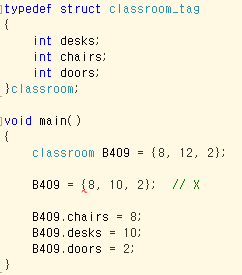 typedef struct classroom_tag
{
    int desks;
    int chairs;
    int doors;
}classroom;

void main()
{
    classroom B409 = {8, 12, 2};

    B409 = {8, 10, 2};  // X

    B409.chairs = 8;
    B409.desks = 10;
    B409.doors = 2;
}